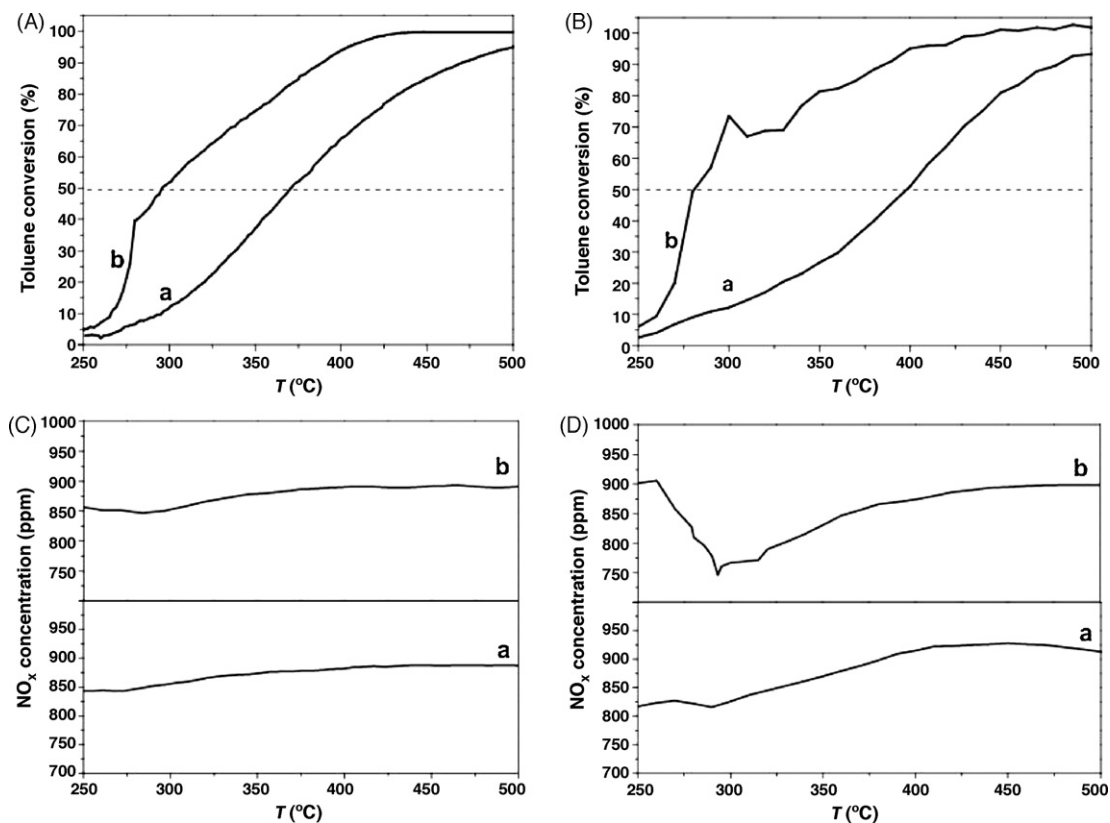 (A)
Toluene conversion (%)
100
90
80
70
60
50
40
30
20
10
0
b
a
250 300 350 400 450 500
T (ºC)
(B)
Toluene conversion (%)
100
90
80
70
60
50
40
30
20
10
0
b
a
250 300 350 400 450 500
T (ºC)
(C)
NOx concentration (ppm)
1000
950
900
850
800
750
b
950
900
850
800
750
700
a
250 300 350 400 450 500
T (ºC)
(D)
NOx concentration (ppm)
1000
950
900
850
800
750
b
950
900
850
800
750
700
a
250 300 350 400 450 500
T (ºC)